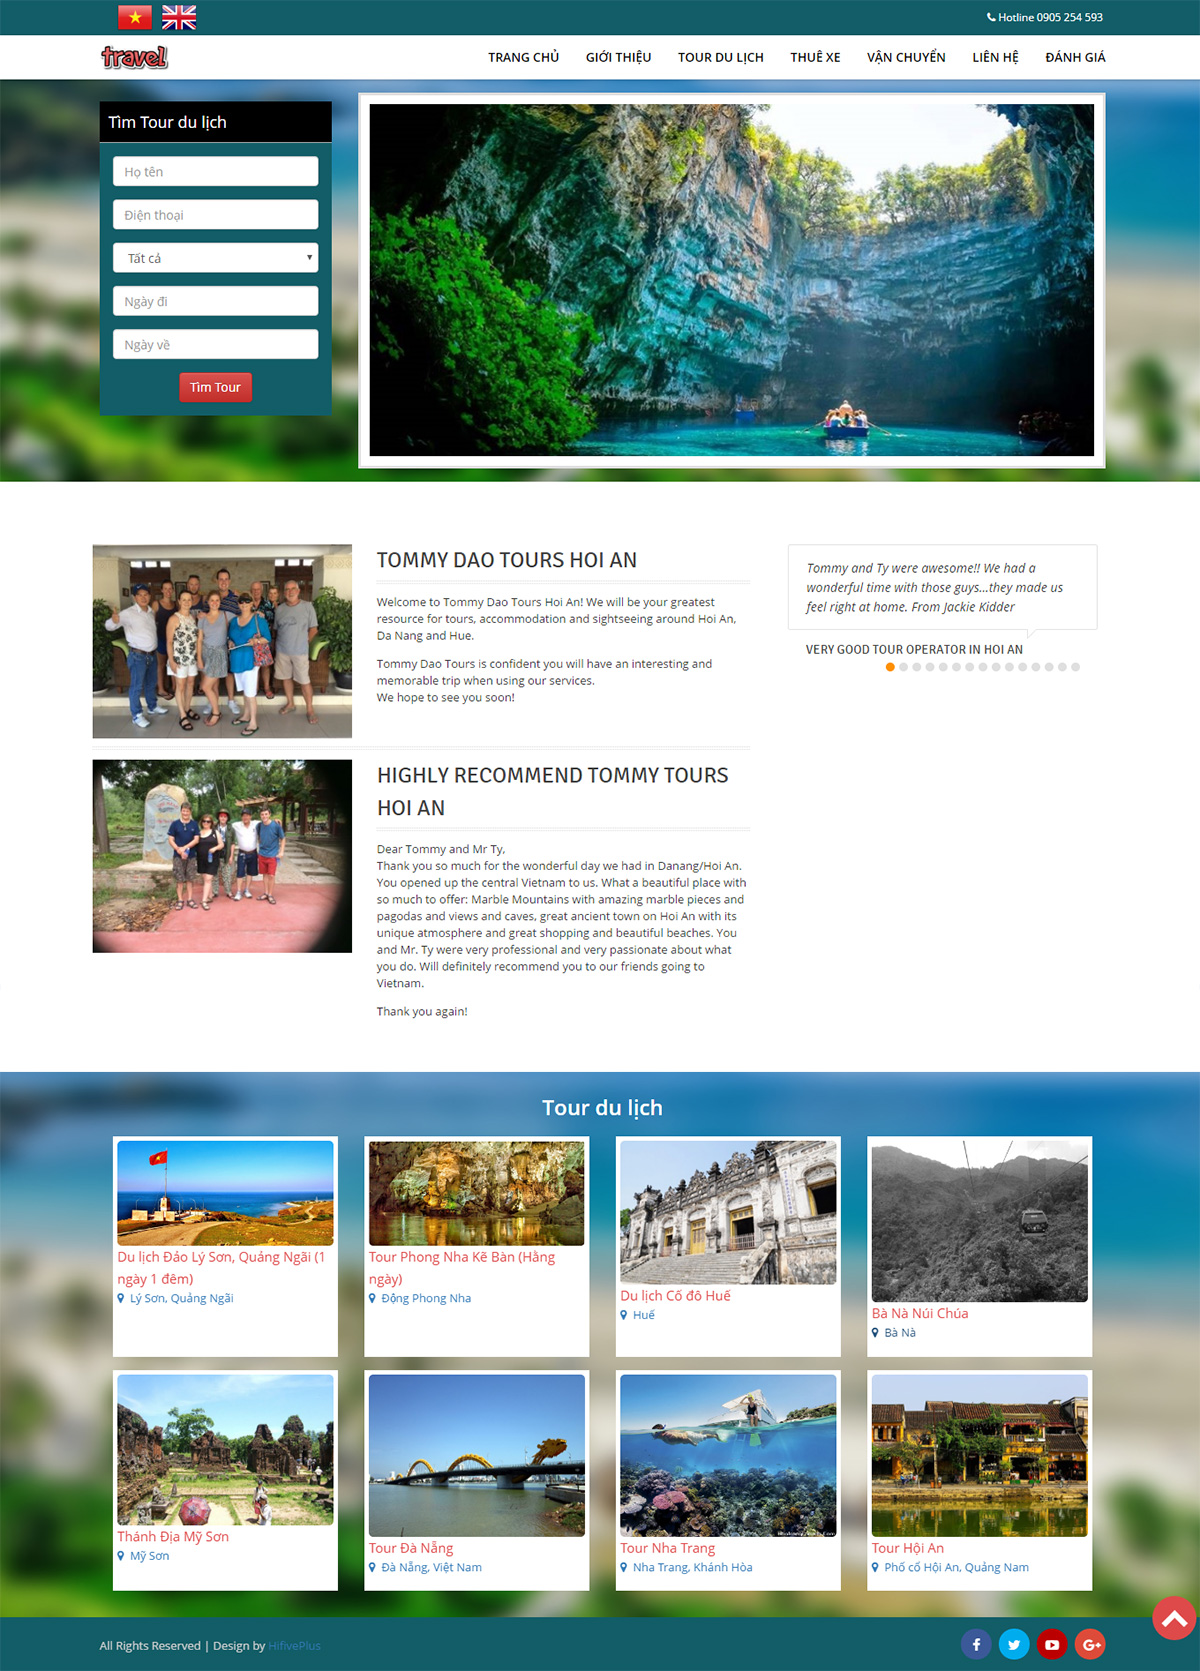 Hotline 0905 254 593
travel
TRANG CHỦ GIỚI THIỆU TOUR DU LỊCH THUÊ XE VẬN CHUYỂN LIÊN HỆ ĐÁNH GIÁ
Tìm Tour du lịch
Họ tên
Điện thoại
Tất cả
Ngày đi
Ngày về
Tìm Tour
TOMMY DAO TOURS HOI AN
Welcome to Tommy Dao Tours Hoi An! We will be your greatest
resource for tours, accommodation and sightseeing around Hoi An,
Da Nang and Hue.
Tommy Dao Tours is confident you will have an interesting and
memorable trip when using our services.
We hope to see you soon!
Tommy and Ty were awesome!! We had a
wonderful time with those guys...they made us
feel right at home. From Jackie Kidder
VERY GOOD TOUR OPERATOR IN HOI AN
HIGHLY RECOMMEND TOMMY TOURS
HOI AN
Dear Tommy and Mr Ty,
Thank you so much for the wonderful day we had in Danang/Hoi An.
You opened up the central Vietnam to us. What a beautiful place with
so much to offer: Marble Mountains with amazing marble pieces and
pagodas and views and caves, great ancient town on Hoi An with its
unique atmosphere and great shopping and beautiful beaches. You
and Mr. Ty were very professional and very passionate about what
you do. Will definitely recommend you to our friends going to
Vietnam.
Thank you again!
Tour du lịch
Du lịch Đảo Lý Sơn, Quảng Ngãi (1
ngày 1 đêm)
Lý Sơn, Quảng Ngãi
Tour Phong Nha Kẽ Bàn (Hằng
ngày)
Động Phong Nha
Du lịch Cố đô Huế
Huế
Bà Nà Núi Chúa
Bà Nà
Thánh Địa Mỹ Sơn
Mỹ Sơn
Tour Đà Nẵng
Đà Nẵng, Việt Nam
Tour Nha Trang
Nha Trang, Khánh Hòa
Tour Hội An
Phố cổ Hội An, Quảng Nam
All Rights Reserved | Design by HifivePlus